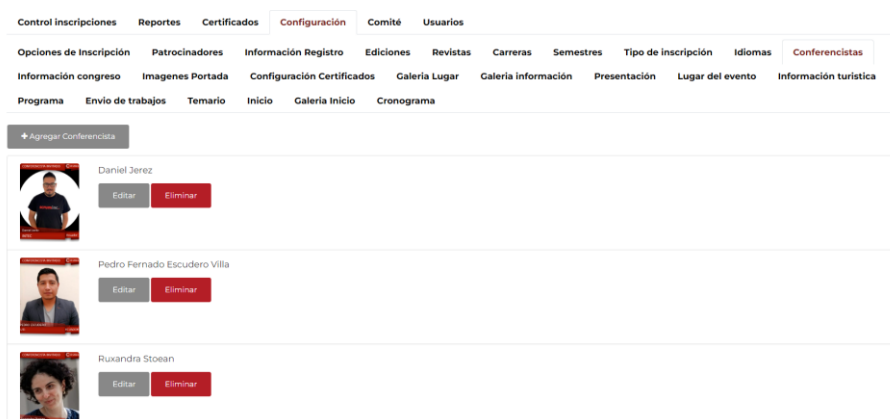 Control inscripciones Reportes Certificados Configuración Comité Usuarios
Opciones de Inscripción Patrocinadores Información Registro Ediciones Revistas Carreras Semestres Tipo de inscripción Idiomas Conferencistas
Información congreso Imagenes Portada Configuración Certificados Galeria Lugar Galeria información Presentación Lugar del evento Información turistica
Programa Envio de trabajos Temario Inicio Galeria Inicio Cronograma
+ Agregar Conferencista
Daniel Jerez
Editar Eliminar
Pedro Fernado Escudero Villa
Editar Eliminar
Ruxandra Stoean
Editar Eliminar